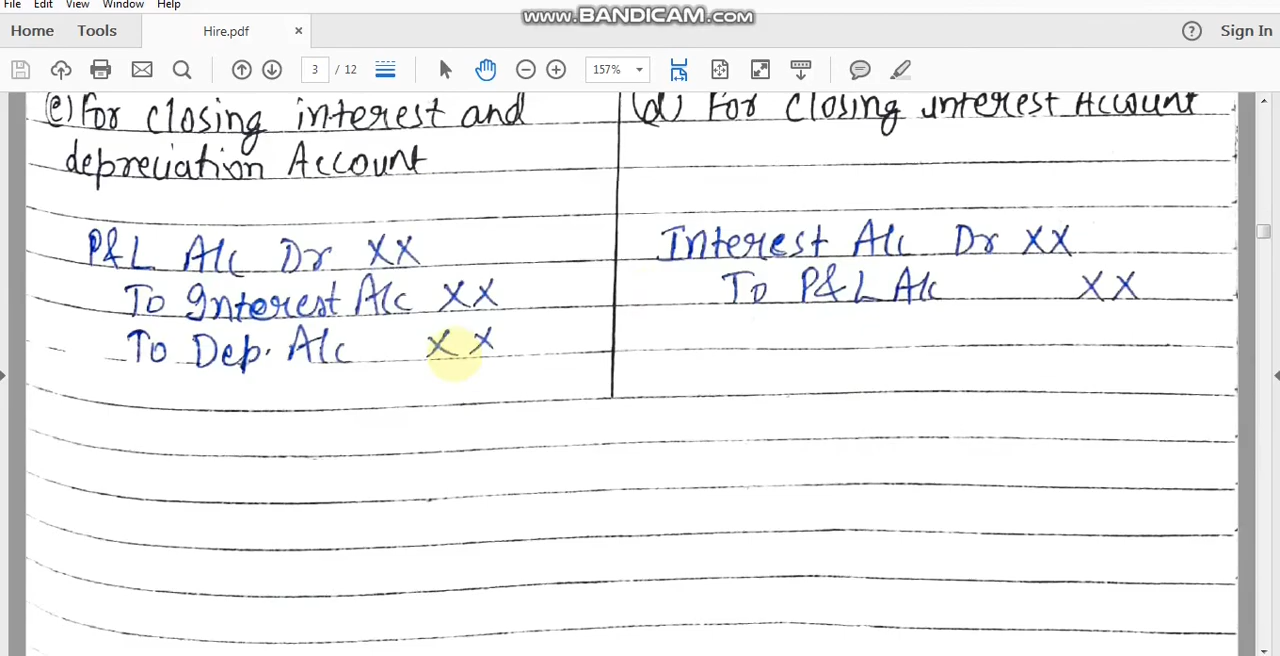 File Edit View Window Help
www.BANDICAM.com
Home Tools Hire.pdf × ? Sign In
3 / 12 157%
(e) For closing interest and
depreciation Account
P&L A/c Dr XX
To Interest A/c XX
To Dep. A/c XX
(d) For closing interest Account
Interest A/c Dr XX
To P&L A/c XX